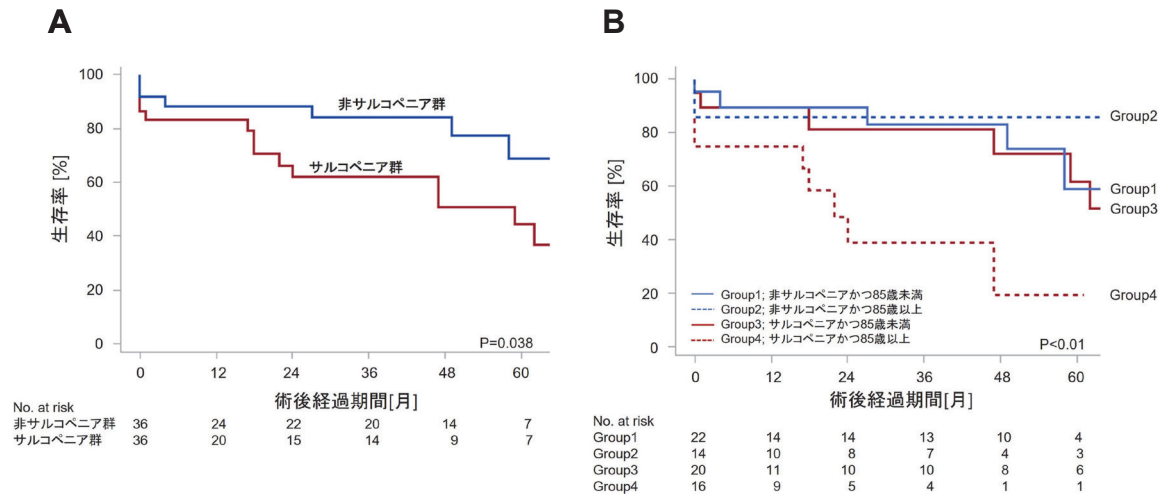 A
生存率 [%]
100
80
60
40
20
0
非サルコペニア群
サルコペニア群
P=0.038
0 12 24 36 48 60
術後経過期間[月]
No. at risk
非サルコペニア群 36 24 22 20 14 7
サルコペニア群 36 20 15 14 9 7
B
生存率 [%]
100
80
60
40
20
0
Group2
Group1
Group3
Group4
Group1; 非サルコペニアかつ85歳未満
Group2; 非サルコペニアかつ85歳以上
Group3; サルコペニアかつ85歳未満
Group4; サルコペニアかつ85歳以上
P<0.01
0 12 24 36 48 60
術後経過期間[月]
No. at risk
Group1 22 14 14 13 10 4
Group2 14 10 8 7 4 3
Group3 20 11 10 10 8 6
Group4 16 9 5 4 1 1